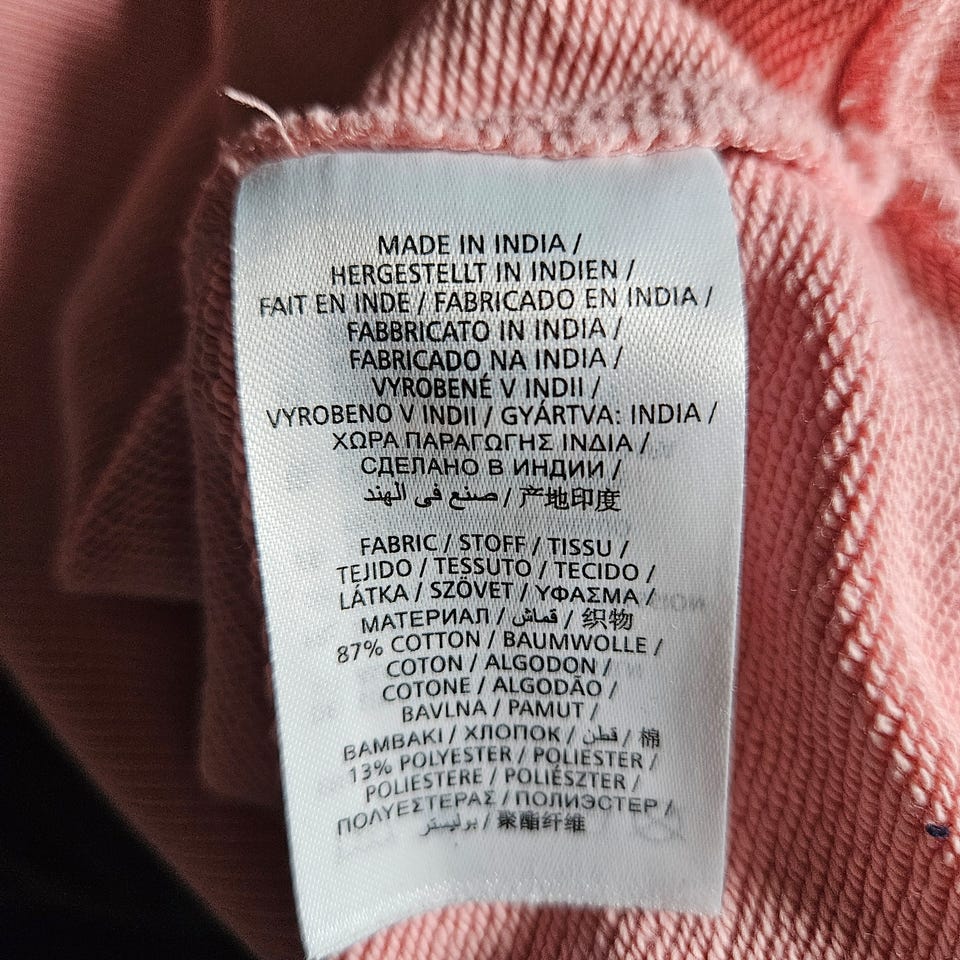 MADE IN INDIA /
HERGESTELLT IN INDIEN /
FAIT EN INDE / FABRICADO EN INDIA /
FABBRICATO IN INDIA /
FABRICADO NA INDIA /
VYROBENÉ V INDII /
VYROBENO V INDII / GYÁRTVA: INDIA /
ΧΩΡΑ ΠΑΡΑΓΩΓΗΣ ΙΝΔΙΑ /
СДЕЛАНО В ИНДИИ /
صنع في الهند / 产地印度
FABRIC / STOFF / TISSU /
TEJIDO / TESSUTO / TECIDO /
LÁTKA / SZÖVET / ΥΦΑΣΜΑ /
МАТЕРИАЛ / قماش / 织物
87% COTTON / BAUMWOLLE /
COTON / ALGODON /
COTONE / ALGODÃO /
BAVLNA / PAMUT /
ΒΑΜΒΑΚΙ / ХЛОПОК / قطن / 棉
13% POLYESTER / POLIESTER /
POLIESTERE / POLIÉSZTER /
ΠΟΛΥΕΣΤΕΡΑΣ / ПОЛИЭСТЕР /
بوليستر / 聚酯纤维